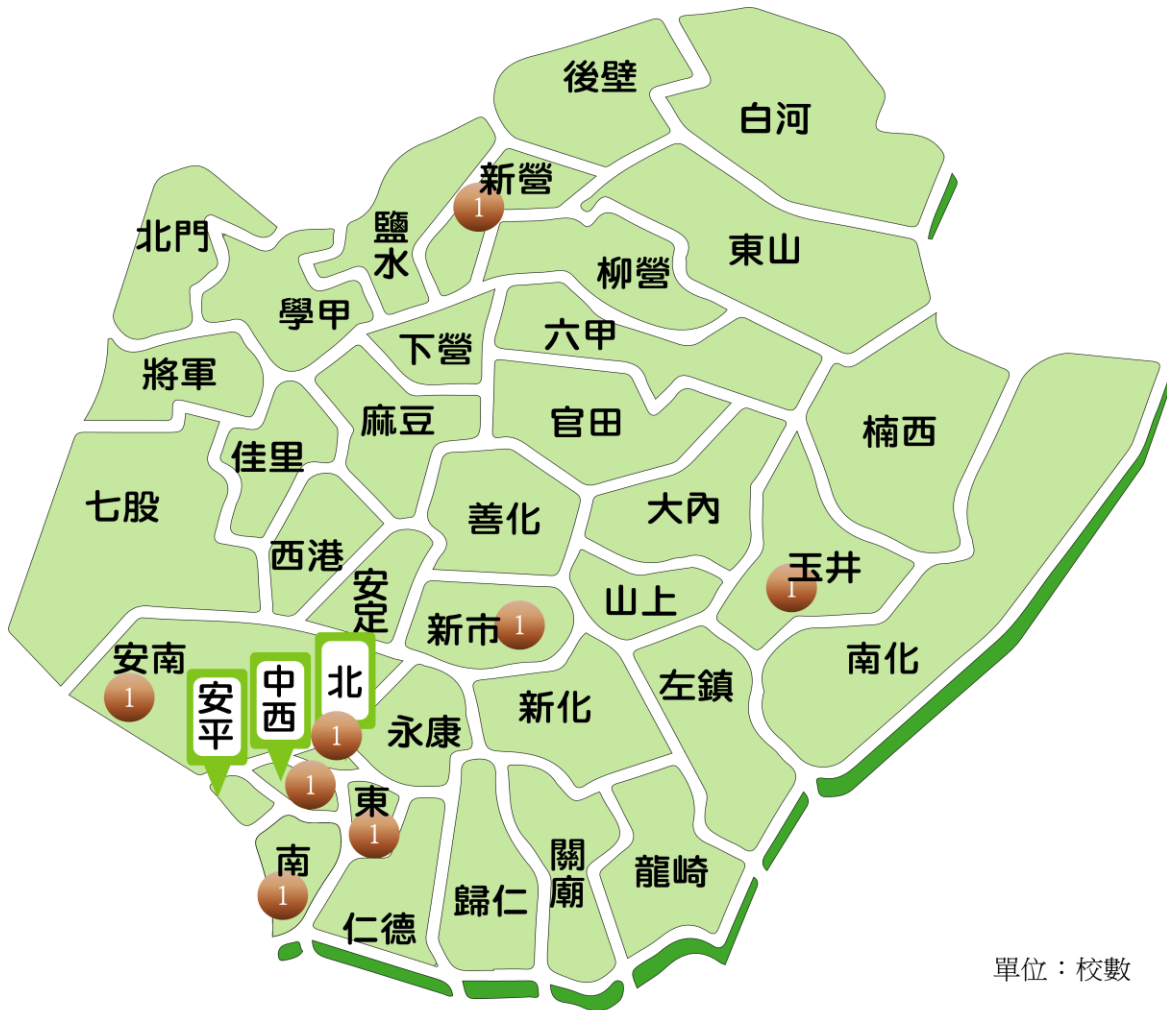 後壁
白河
新營
1
北門
鹽水
東山
柳營
學甲
下營
六甲
將軍
麻豆
官田
楠西
佳里
七股
善化
大內
西港
安定
玉井
1
山上
新市
1
安南
1
南化
左鎮
安平
中西
北
1
新化
永康
1
東
1
南
1
關廟
龍崎
歸仁
仁德
單位：校數